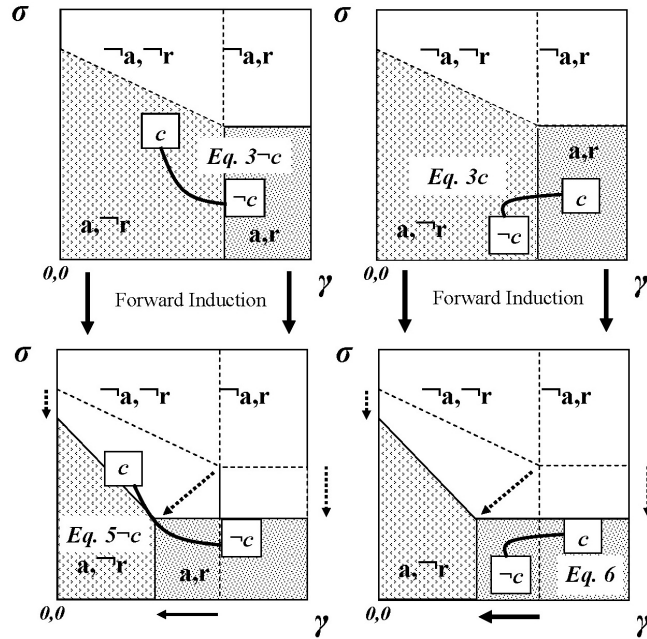 σ
¬a,¬r
¬a,r
c
Eq. 3¬c
¬c
a,¬r
a,r
0,0
γ
σ
¬a,¬r
¬a,r
a,r
Eq. 3c
c
a,¬r
¬c
0,0
γ
Forward Induction
Forward Induction
σ
¬a,¬r
¬a,r
c
Eq. 5¬c
¬c
a,¬r
a,r
0,0
γ
σ
¬a,¬r
¬a,r
c
a,¬r
¬c
Eq. 6
0,0
γ